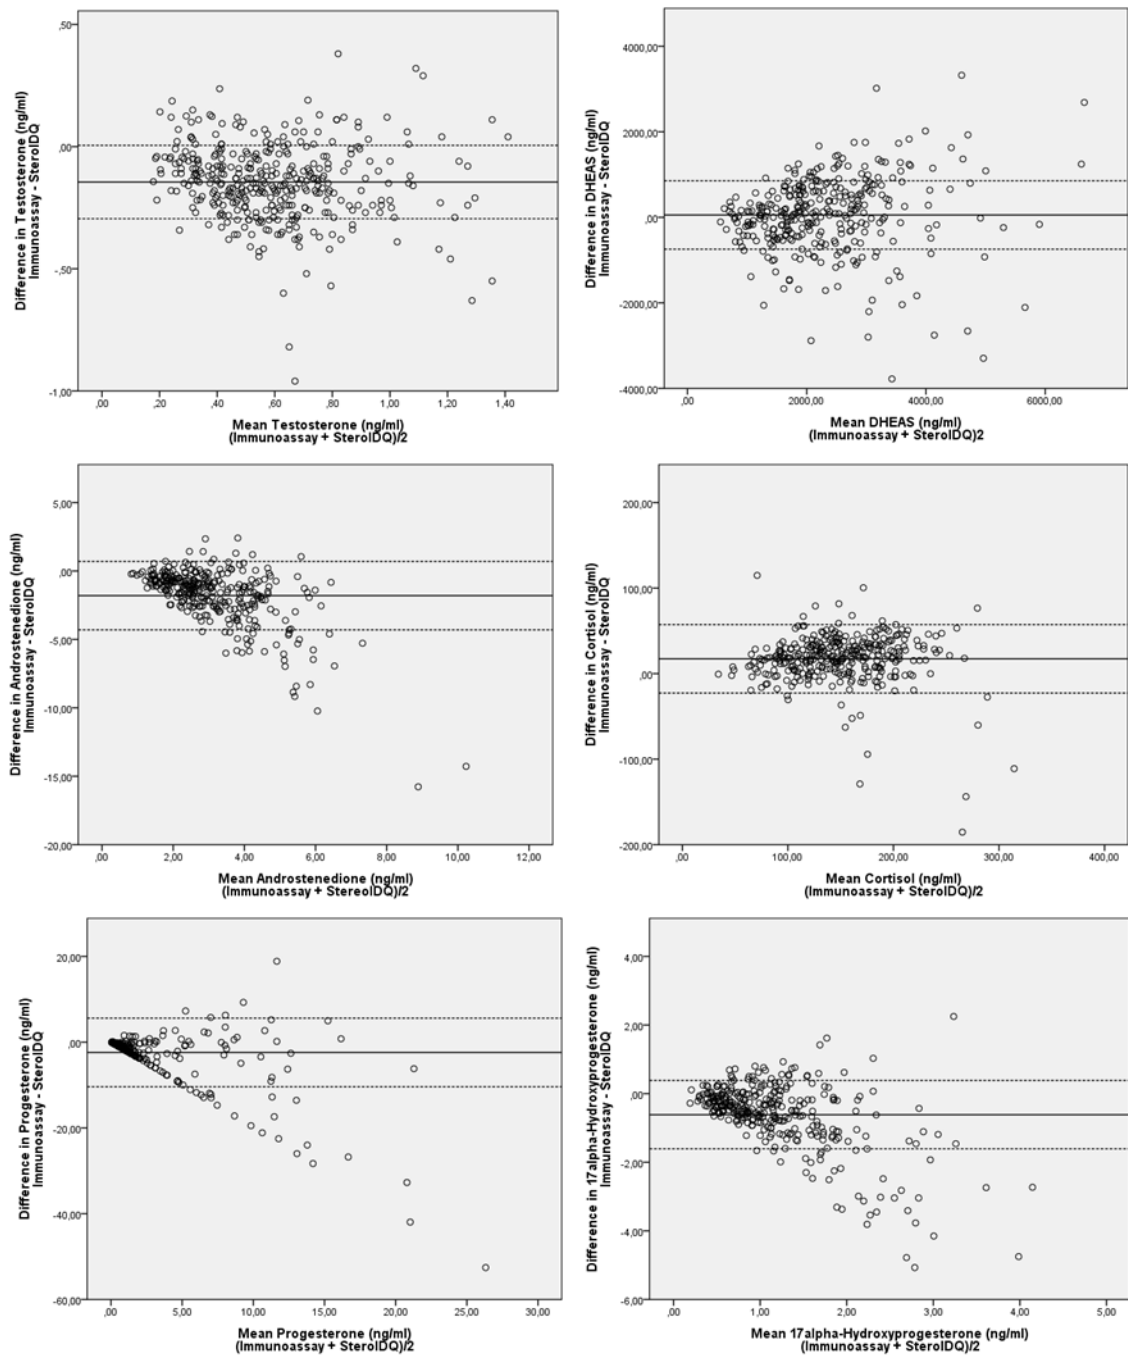 Difference in Testosterone (ng/ml)
Immunoassay - SterolDQ
,50
,00
-,50
-1,00
,00 ,20 ,40 ,60 ,80 1,00 1,20 1,40
Mean Testosterone (ng/ml)
(Immunoassay + SterolDQ)/2
Difference in DHEAS (ng/ml)
Immunoassay - SterolDQ
4000,00
2000,00
,00
-2000,00
-4000,00
,00 2000,00 4000,00 6000,00
Mean DHEAS (ng/ml)
(Immunoassay + SterolDQ)2
Difference in Androstenedione (ng/ml)
Immunoassay - SterolDQ
5,00
,00
-5,00
-10,00
-15,00
-20,00
,00 2,00 4,00 6,00 8,00 10,00 12,00
Mean Androstenedione (ng/ml)
(Immunoassay + StereolDQ)/2
Difference in Cortisol (ng/ml)
Immunoassay - SterolDQ
200,00
100,00
,00
-100,00
-200,00
,00 100,00 200,00 300,00 400,00
Mean Cortisol (ng/ml)
(Immunoassay + SterolDQ)/2
Difference in Progesterone (ng/ml)
Immunoassay - SterolDQ
20,00
,00
-20,00
-40,00
-60,00
,00 5,00 10,00 15,00 20,00 25,00 30,00
Mean Progesterone (ng/ml)
(Immunoassay + SterolDQ)/2
Difference in 17alpha-Hydroxyprogesterone (ng/ml)
Immunoassay - SterolDQ
4,00
2,00
,00
-2,00
-4,00
-6,00
,00 1,00 2,00 3,00 4,00 5,00
Mean 17alpha-Hydroxyprogesterone (ng/ml)
(Immunoassay + SterolDQ)/2